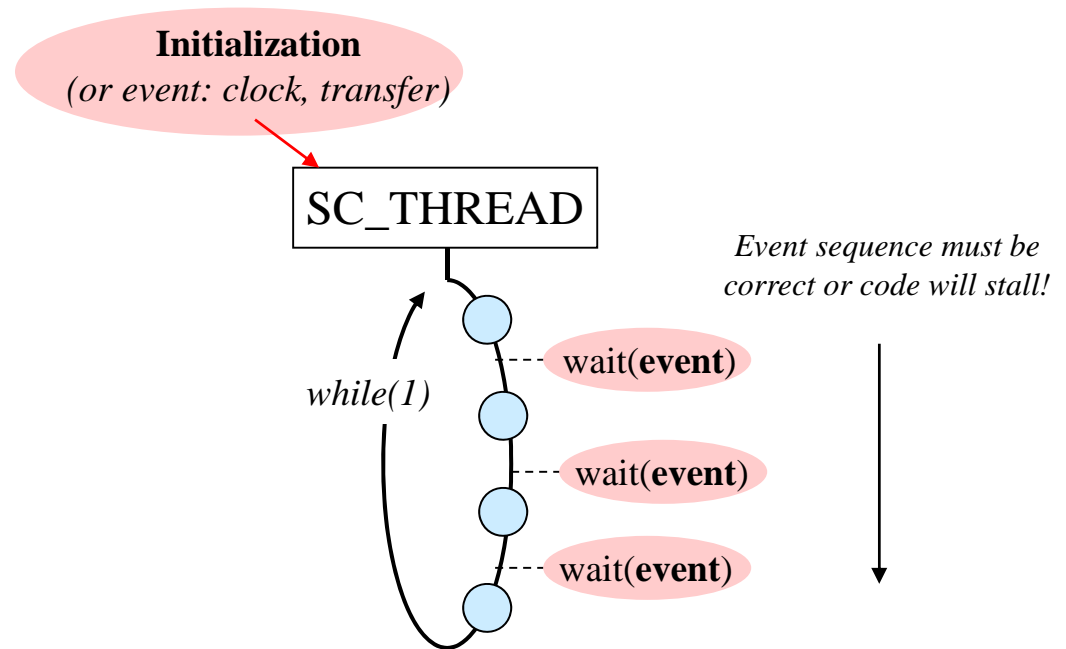 Initialization
(or event: clock, transfer)
SC_THREAD
Event sequence must be
correct or code will stall!
wait(event)
while(1)
wait(event)
wait(event)